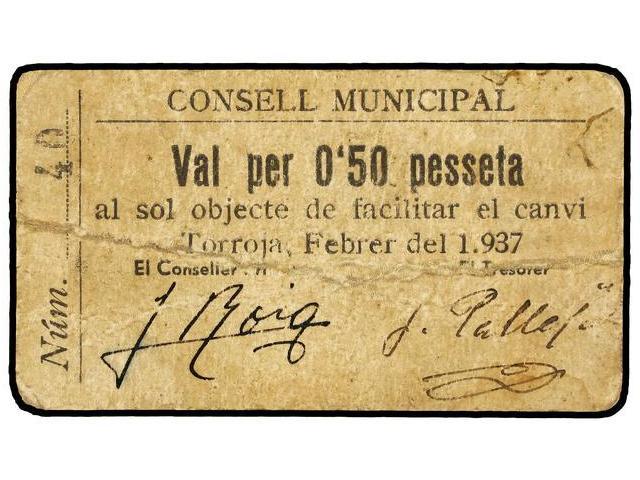 CONSELL MUNICIPAL
Val per 0'50 pesseta
al sol objecte de facilitar el canvi
Torroja, Febrer del 1.937
El Conseller El Tresorer
J Roig J. Pallejà
Núm. 40